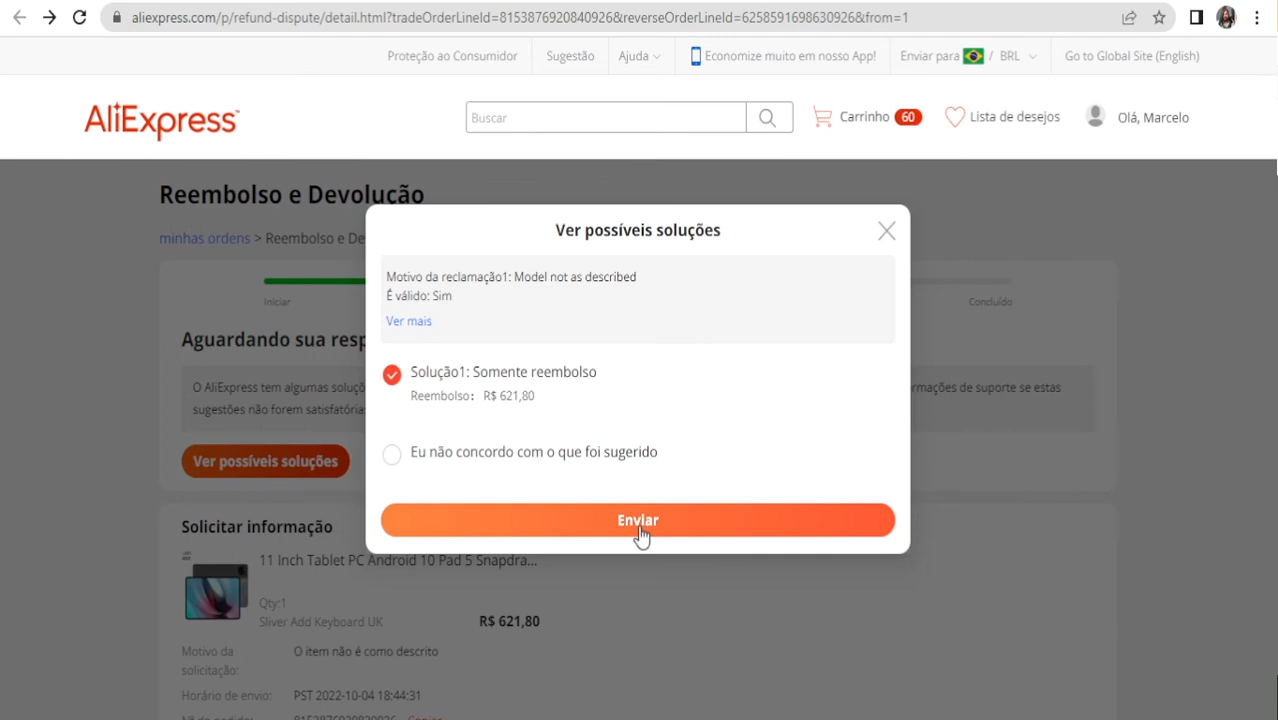 aliexpress.com/p/refund-dispute/detail.html?tradeOrderLineId=8153876920840926&reverseOrderLineId=6258591698630926&from=1
Proteção ao Consumidor Sugestão Ajuda Economize muito em nosso App! Enviar para / BRL Go to Global Site (English)
AliExpress™ Buscar Carrinho 60 Lista de desejos Olá, Marcelo
Reembolso e Devolução
minhas ordens > Reembolso e De
Iniciar
Concluído
Aguardando sua resp
O AliExpress tem algumas soluçõ
ormações de suporte se estas
sugestões não forem satisfatória
Ver possíveis soluções
Ver possíveis soluções
Motivo da reclamação1: Model not as described
É válido: Sim
Ver mais
Solução1: Somente reembolso
Reembolso: R$ 621,80
Eu não concordo com o que foi sugerido
Enviar
Solicitar informação
11 Inch Tablet PC Android 10 Pad 5 Snapdra...
Qty:1
Sliver Add Keyboard UK R$ 621,80
Motivo da O item não é como descrito
solicitação:
Horário de envio: PST 2022-10-04 18:44:31